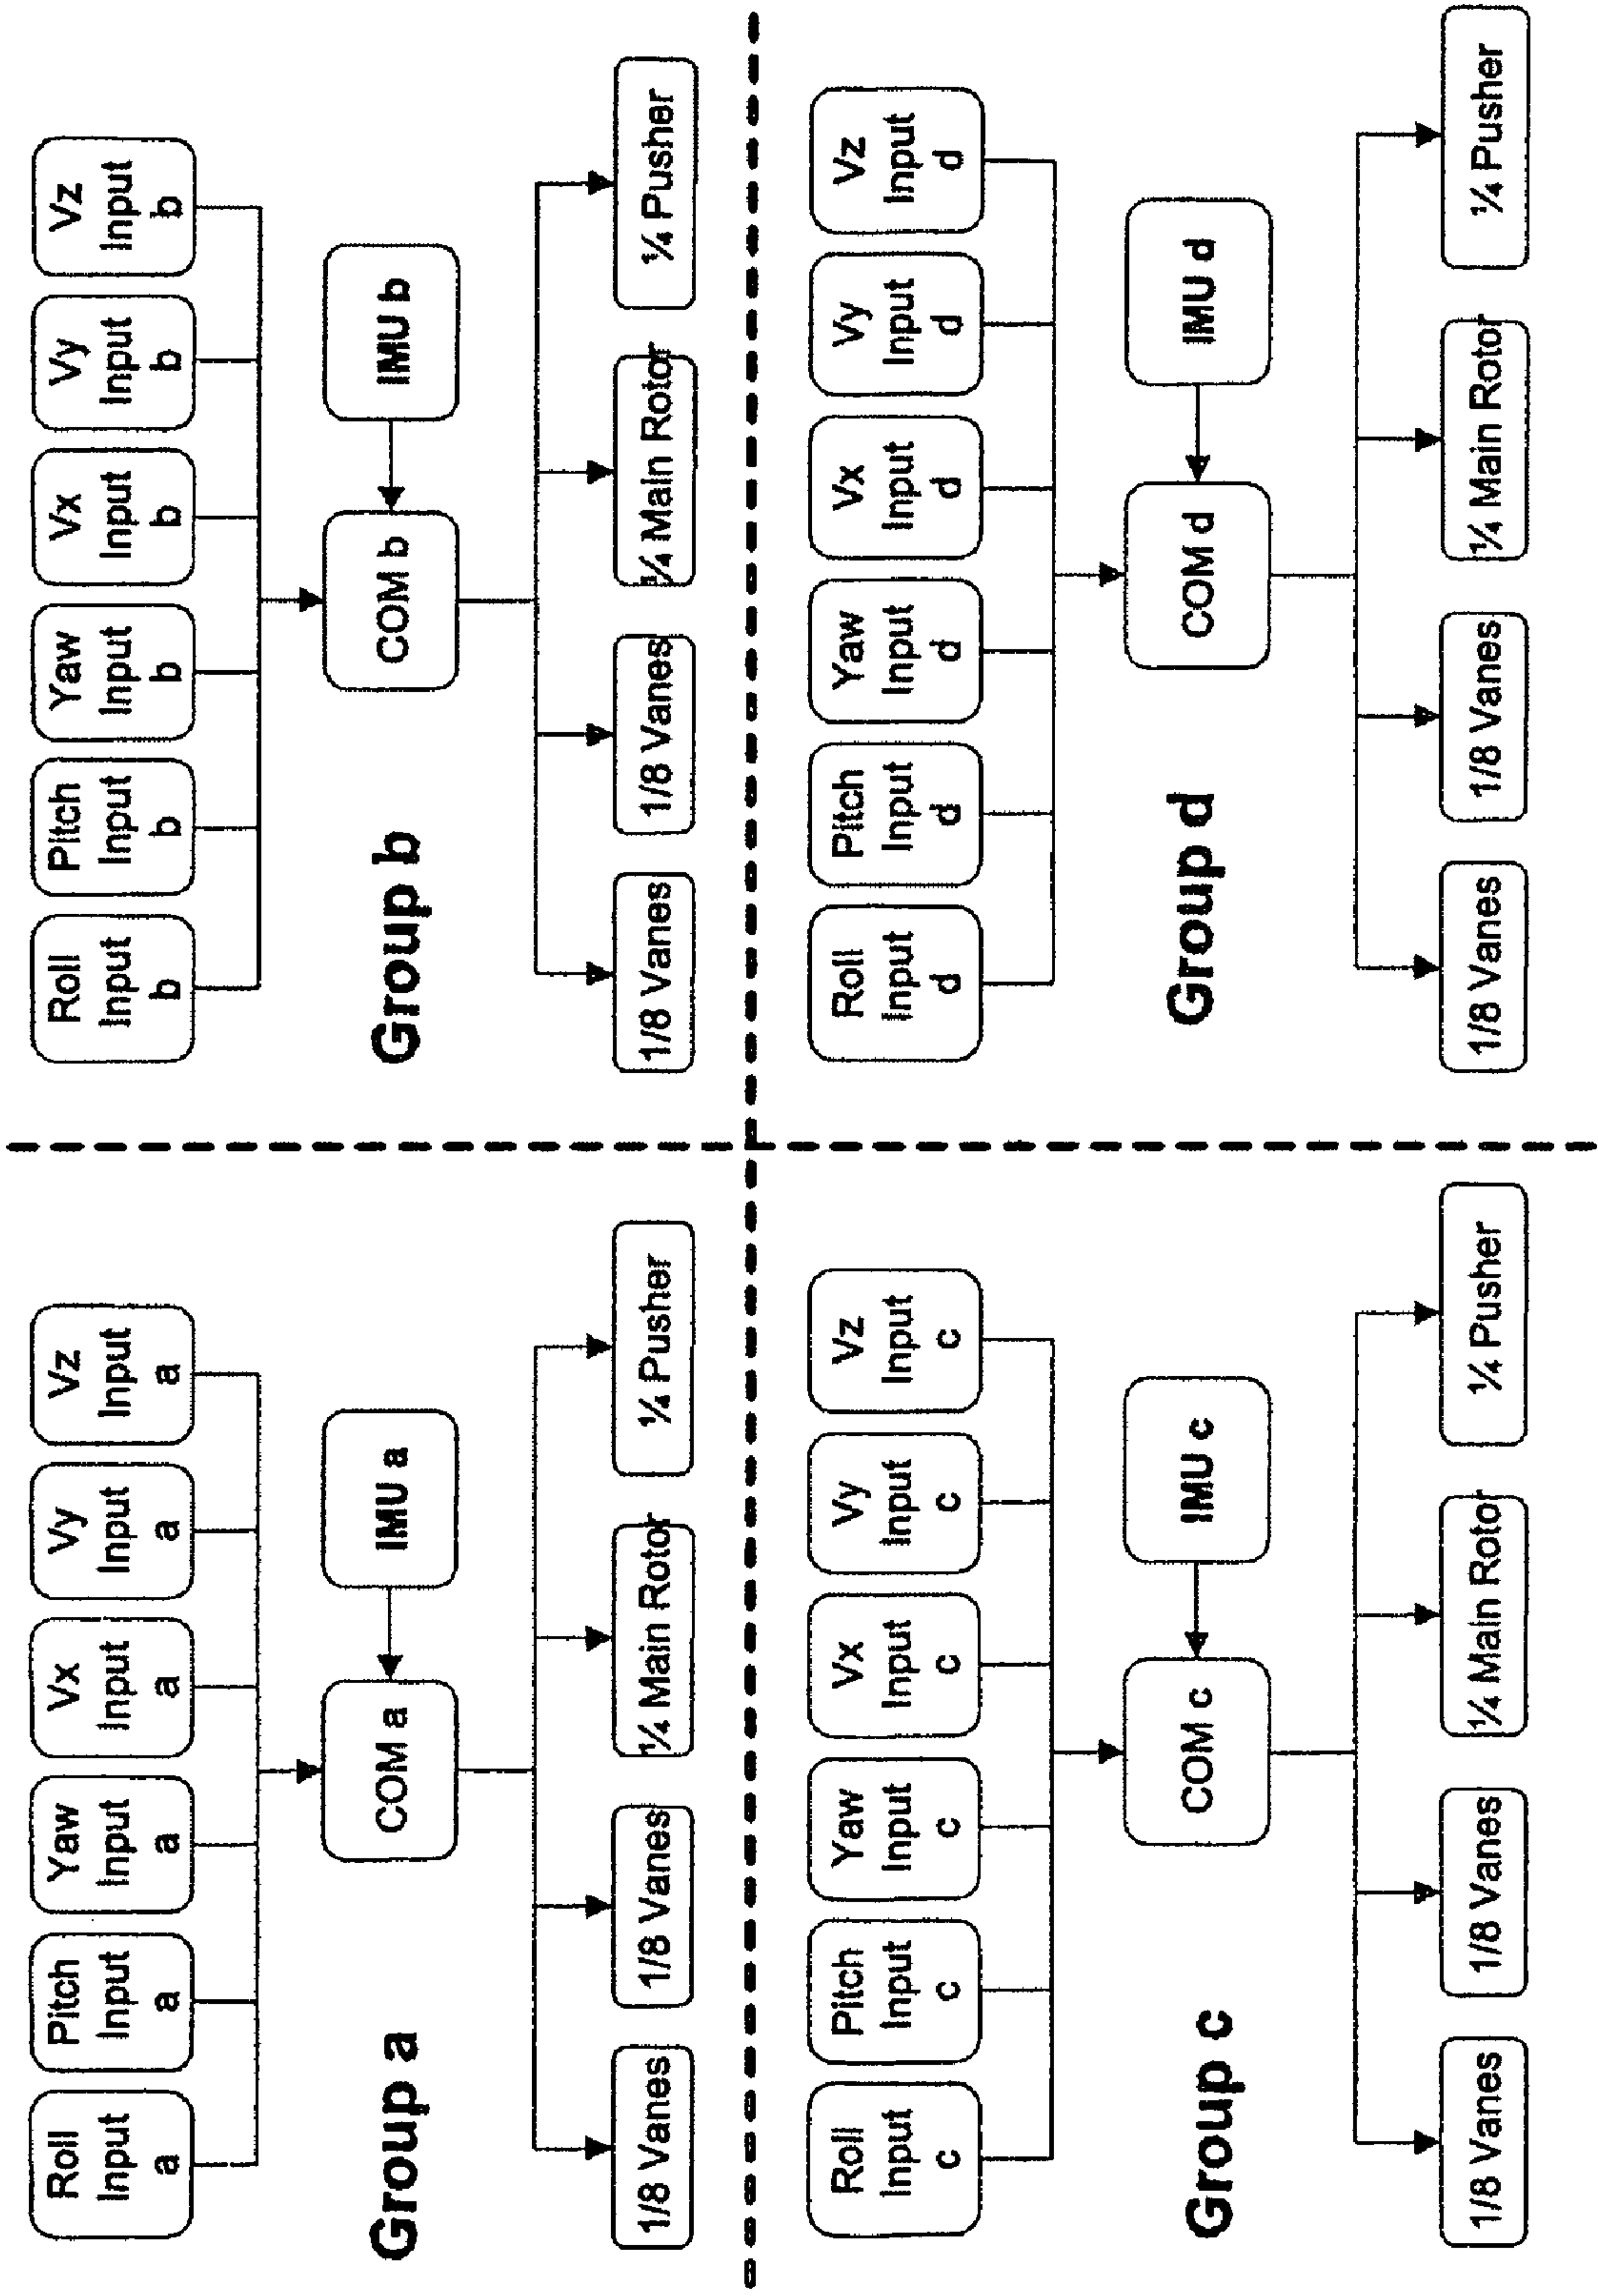 Roll
Input
a
Pitch
Input
a
Yaw
Input
a
Vx
Input
a
Vy
Input
a
Vz
Input
a
COM a
IMU a
Group a
1/8 Vanes
1/8 Vanes
¼ Main Rotor
¼ Pusher
Roll
Input
b
Pitch
Input
b
Yaw
Input
b
Vx
Input
b
Vy
Input
b
Vz
Input
b
COM b
IMU b
Group b
1/8 Vanes
1/8 Vanes
¼ Main Rotor
¼ Pusher
Roll
Input
c
Pitch
Input
c
Yaw
Input
c
Vx
Input
c
Vy
Input
c
Vz
Input
c
COM c
IMU c
Group c
1/8 Vanes
1/8 Vanes
¼ Main Rotor
¼ Pusher
Roll
Input
d
Pitch
Input
d
Yaw
Input
d
Vx
Input
d
Vy
Input
d
Vz
Input
d
COM d
IMU d
Group d
1/8 Vanes
1/8 Vanes
¼ Main Rotor
¼ Pusher